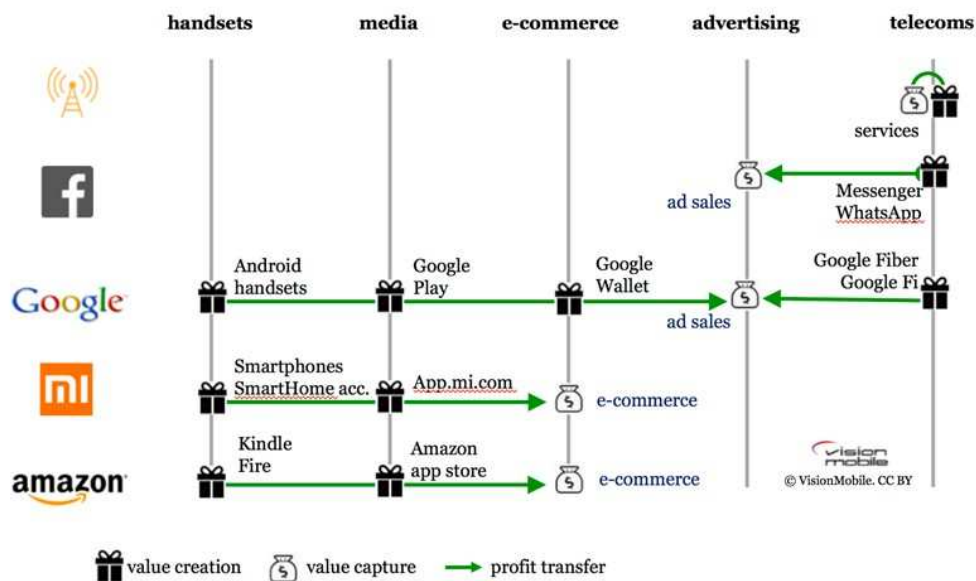 handsets media e-commerce advertising telecoms
services
f
ad sales
Messenger
WhatsApp
Google
Android
handsets
Google
Play
Google
Wallet
ad sales
Google Fiber
Google Fi
mi
Smartphones
SmartHome acc.
App.mi.com
e-commerce
amazon
Kindle
Fire
Amazon
app store
e-commerce
vision
mobile
© VisionMobile. CC BY
value creation value capture profit transfer